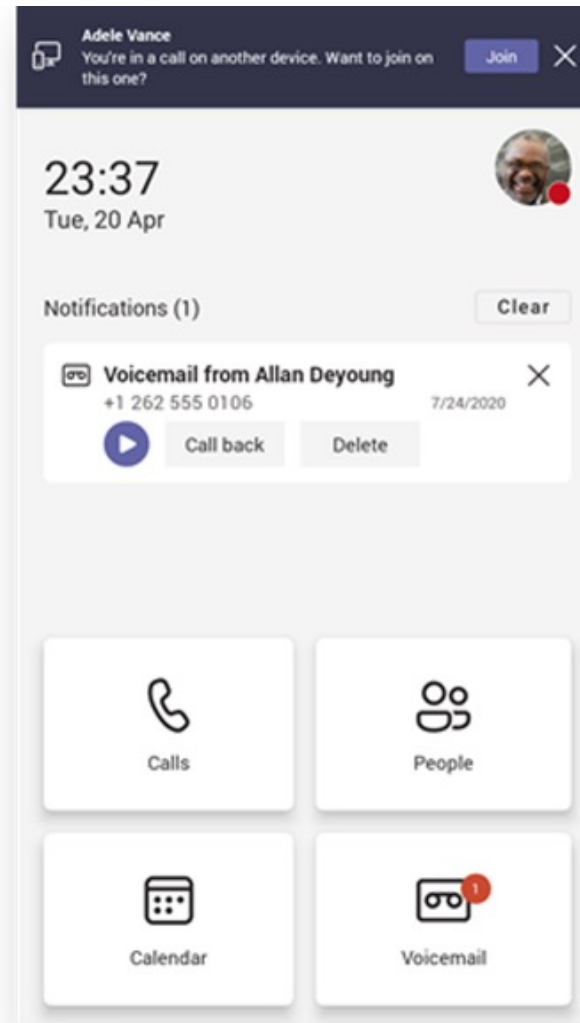 Adele Vance
You're in a call on another device. Want to join on
this one?
Join
23:37
Tue, 20 Apr
Notifications (1)
Clear
Voicemail from Allan Deyoung
+1 262 555 0106
7/24/2020
Call back
Delete
Calls
People
Calendar
1
Voicemail